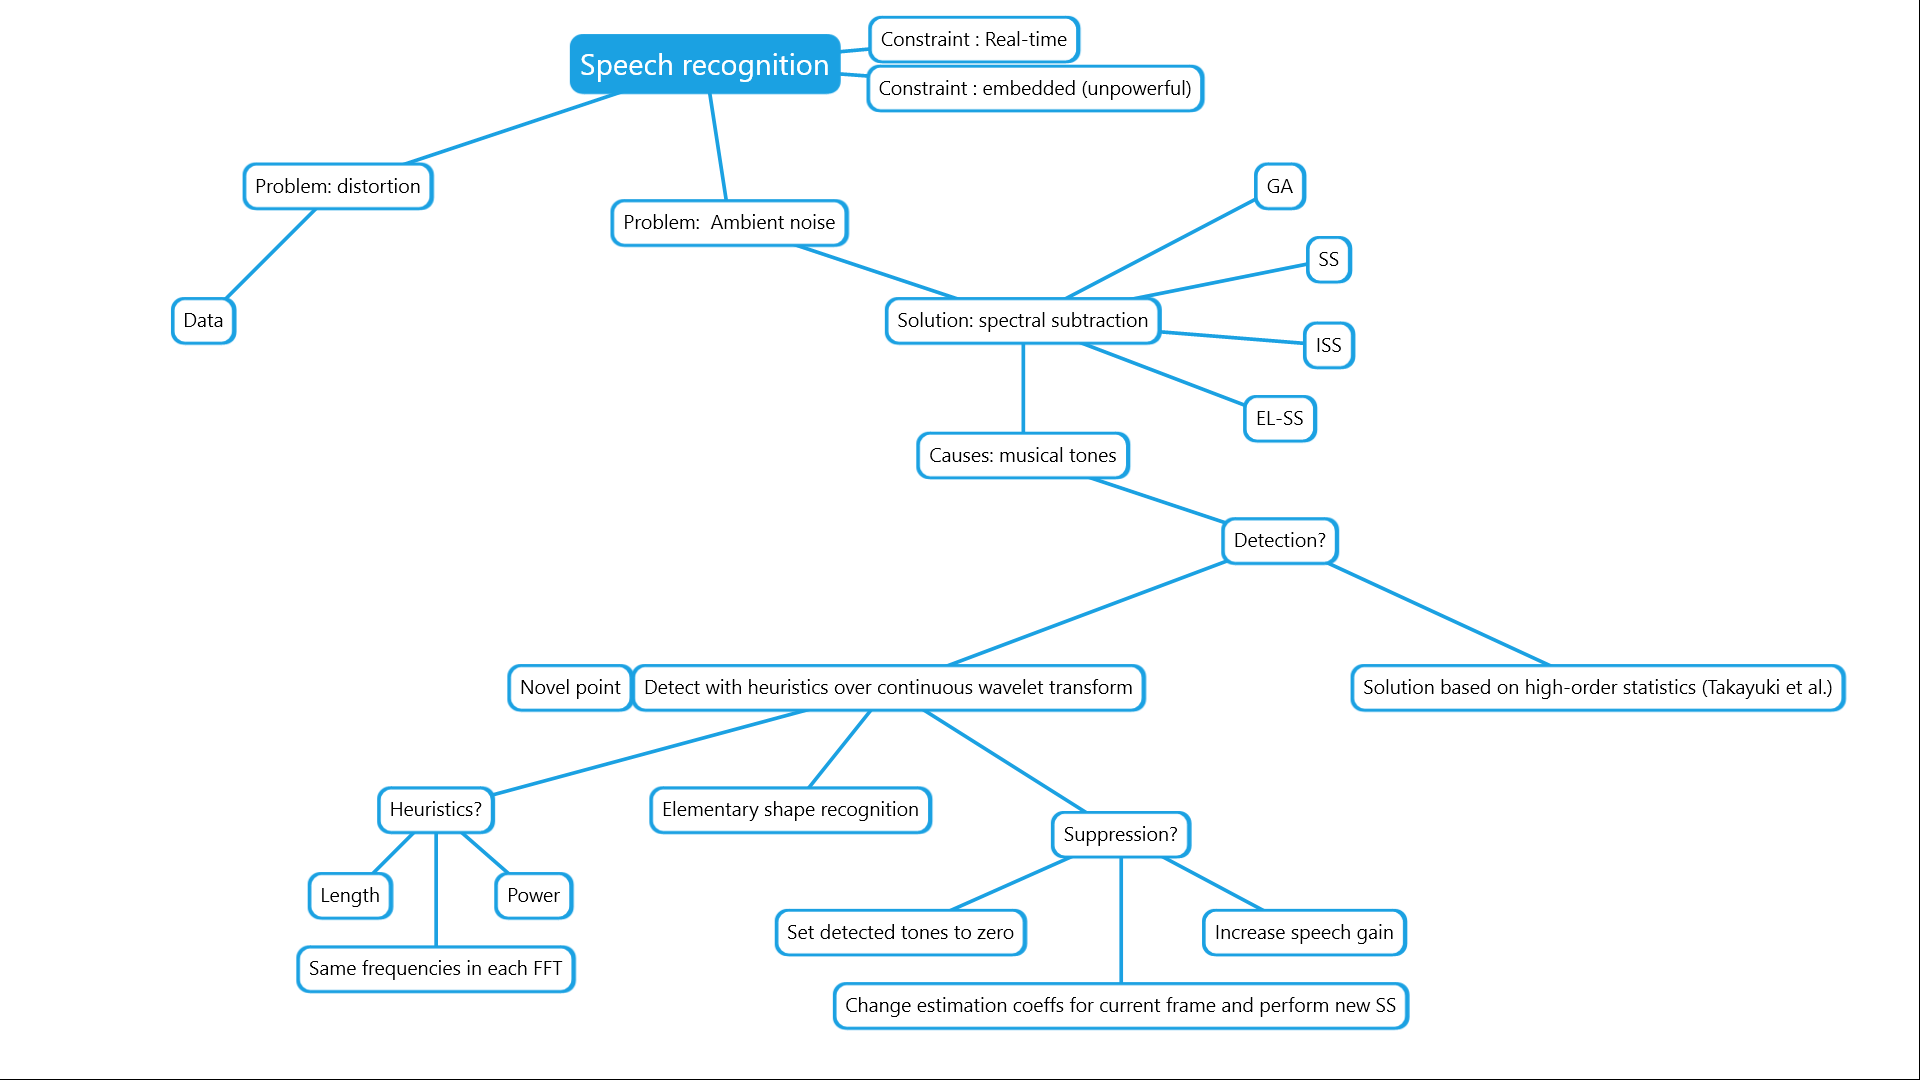 Speech recognition
Constraint : Real-time
Constraint : embedded (unpowerful)
Problem: distortion
Data
Problem:  Ambient noise
Solution: spectral subtraction
GA
SS
ISS
EL-SS
Causes: musical tones
Detection?
Novel point
Detect with heuristics over continuous wavelet transform
Solution based on high-order statistics (Takayuki et al.)
Heuristics?
Elementary shape recognition
Suppression?
Length
Power
Same frequencies in each FFT
Set detected tones to zero
Increase speech gain
Change estimation coeffs for current frame and perform new SS